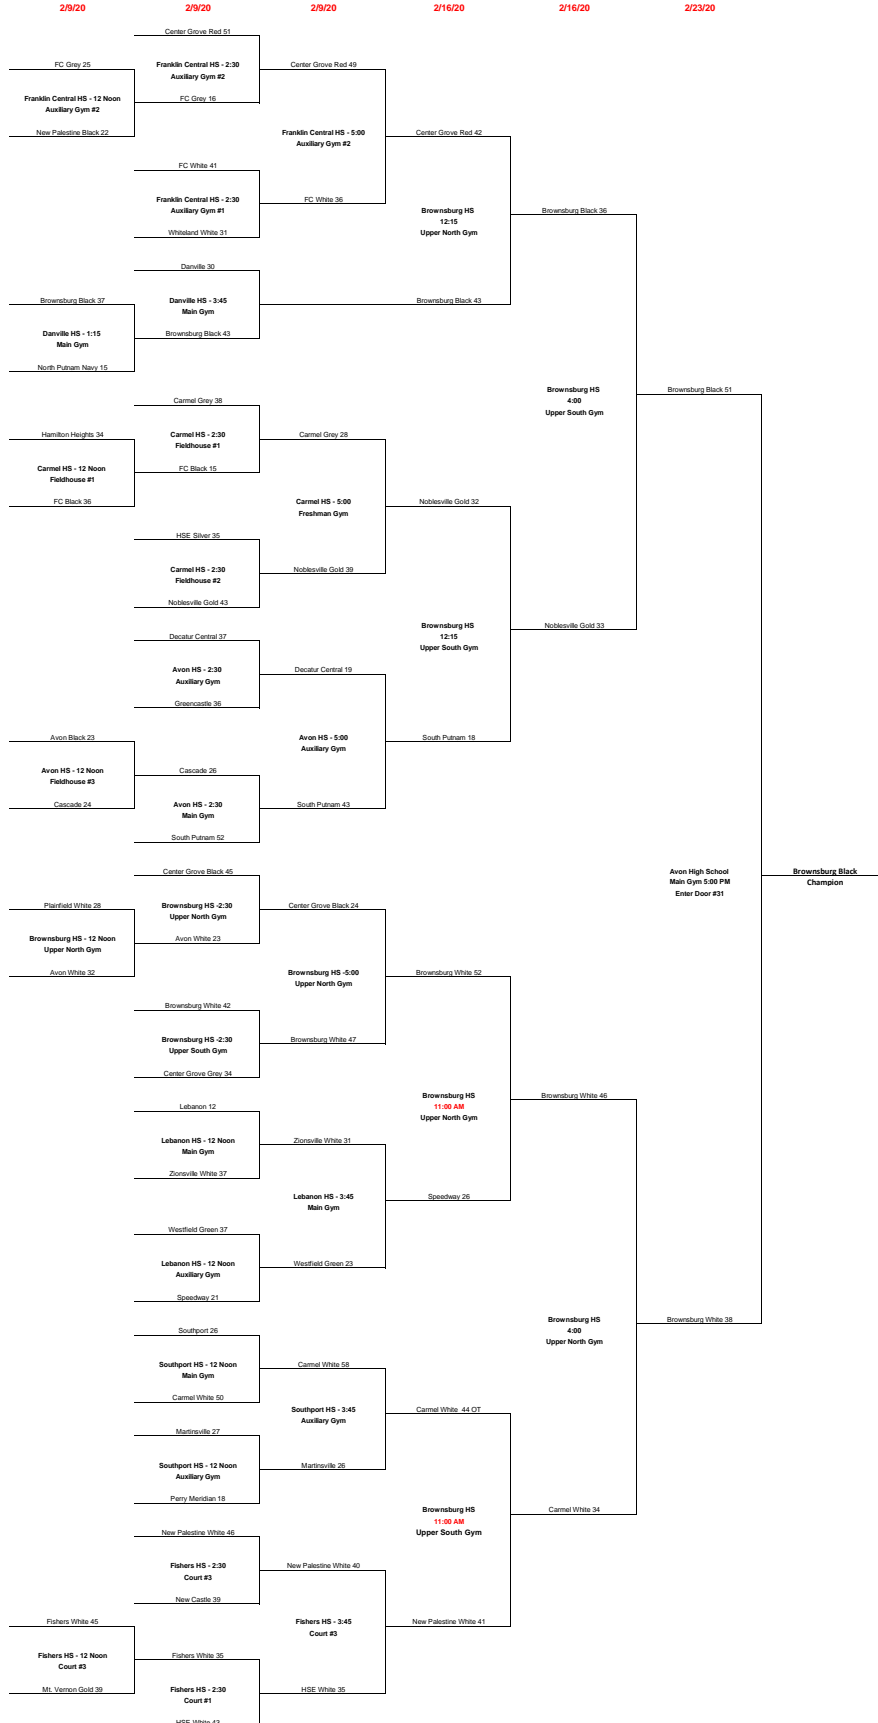 2/9/20 2/9/20 2/9/20 2/16/20 2/16/20 2/23/20
Center Grove Red 51
FC Grey 25
Franklin Central HS - 2:30
Auxiliary Gym #2
Center Grove Red 49
Franklin Central HS - 12 Noon
Auxiliary Gym #2
FC Grey 16
New Palestine Black 22
Franklin Central HS - 5:00
Auxiliary Gym #2
Center Grove Red 42
FC White 41
Franklin Central HS - 2:30
Auxiliary Gym #1
FC White 36
Whiteland White 31
Brownsburg HS
12:15
Upper North Gym
Brownsburg Black 36
Danville 30
Brownsburg Black 37
Danville HS - 3:45
Main Gym
Brownsburg Black 43
Danville HS - 1:15
Main Gym
Brownsburg Black 43
North Putnam Navy 15
Brownsburg HS
4:00
Upper South Gym
Brownsburg Black 51
Carmel Grey 38
Hamilton Heights 34
Carmel HS - 2:30
Fieldhouse #1
Carmel Grey 28
Carmel HS - 12 Noon
Fieldhouse #1
FC Black 15
FC Black 36
Carmel HS - 5:00
Freshman Gym
Noblesville Gold 32
HSE Silver 35
Carmel HS - 2:30
Fieldhouse #2
Noblesville Gold 39
Noblesville Gold 43
Brownsburg HS
12:15
Upper South Gym
Noblesville Gold 33
Decatur Central 37
Avon HS - 2:30
Auxiliary Gym
Decatur Central 19
Greencastle 36
Avon Black 23
Avon HS - 5:00
Auxiliary Gym
South Putnam 18
Avon HS - 12 Noon
Fieldhouse #3
Cascade 26
Cascade 24
Avon HS - 2:30
Main Gym
South Putnam 43
South Putnam 52
Center Grove Black 45
Avon High School
Main Gym 5:00 PM
Enter Door #31
Brownsburg Black
Champion
Plainfield White 28
Brownsburg HS -2:30
Upper North Gym
Center Grove Black 24
Brownsburg HS - 12 Noon
Upper North Gym
Avon White 23
Avon White 32
Brownsburg HS -5:00
Upper North Gym
Brownsburg White 52
Brownsburg White 42
Brownsburg HS -2:30
Upper South Gym
Brownsburg White 47
Center Grove Grey 34
Brownsburg HS
11:00 AM
Upper North Gym
Brownsburg White 46
Lebanon 12
Lebanon HS - 12 Noon
Main Gym
Zionsville White 31
Zionsville White 37
Lebanon HS - 3:45
Main Gym
Speedway 26
Westfield Green 37
Lebanon HS - 12 Noon
Auxiliary Gym
Westfield Green 23
Speedway 21
Brownsburg HS
4:00
Upper North Gym
Brownsburg White 38
Southport 26
Southport HS - 12 Noon
Main Gym
Carmel White 58
Carmel White 50
Southport HS - 3:45
Auxiliary Gym
Carmel White 44 OT
Martinsville 27
Southport HS - 12 Noon
Auxiliary Gym
Martinsville 26
Perry Meridian 18
Brownsburg HS
11:00 AM
Upper South Gym
Carmel White 34
New Palestine White 46
Fishers HS - 2:30
Court #3
New Palestine White 40
New Castle 39
Fishers White 45
Fishers HS - 3:45
Court #3
New Palestine White 41
Fishers HS - 12 Noon
Court #3
Fishers White 35
Mt. Vernon Gold 39
Fishers HS - 2:30
Court #1
HSE White 35
HSE White 43